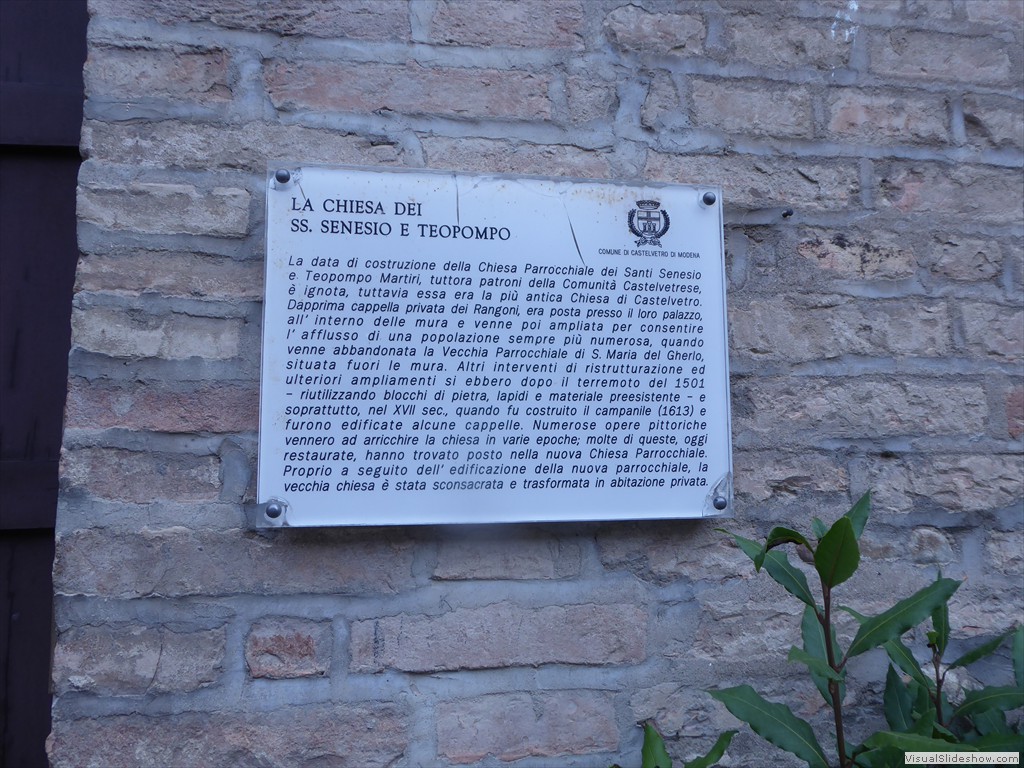 LA CHIESA DEI
SS. SENESIO E TEOPOMPO
COMUNE DI CASTELVETRO DI MODENA
La data di costruzione della Chiesa Parrocchiale dei Santi Senesio
e Teopompo Martiri, tuttora patroni della Comunità Castelvetrese,
è ignota, tuttavia essa era la più antica Chiesa di Castelvetro.
Dapprima cappella privata dei Rangoni, era posta presso il loro palazzo,
all' interno delle mura e venne poi ampliata per consentire
l' afflusso di una popolazione sempre più numerosa, quando
venne abbandonata la Vecchia Parrocchiale di S. Maria del Gherlo,
situata fuori le mura. Altri interventi di ristrutturazione ed
ulteriori ampliamenti si ebbero dopo il terremoto del 1501
– riutilizzando blocchi di pietra, lapidi e materiale preesistente – e
soprattutto, nel XVII sec., quando fu costruito il campanile (1613) e
furono edificate alcune cappelle. Numerose opere pittoriche
vennero ad arricchire la chiesa in varie epoche; molte di queste, oggi
restaurate, hanno trovato posto nella nuova Chiesa Parrocchiale.
Proprio a seguito dell' edificazione della nuova parrocchiale, la
vecchia chiesa è stata sconsacrata e trasformata in abitazione privata.
VisualSlideshow.com